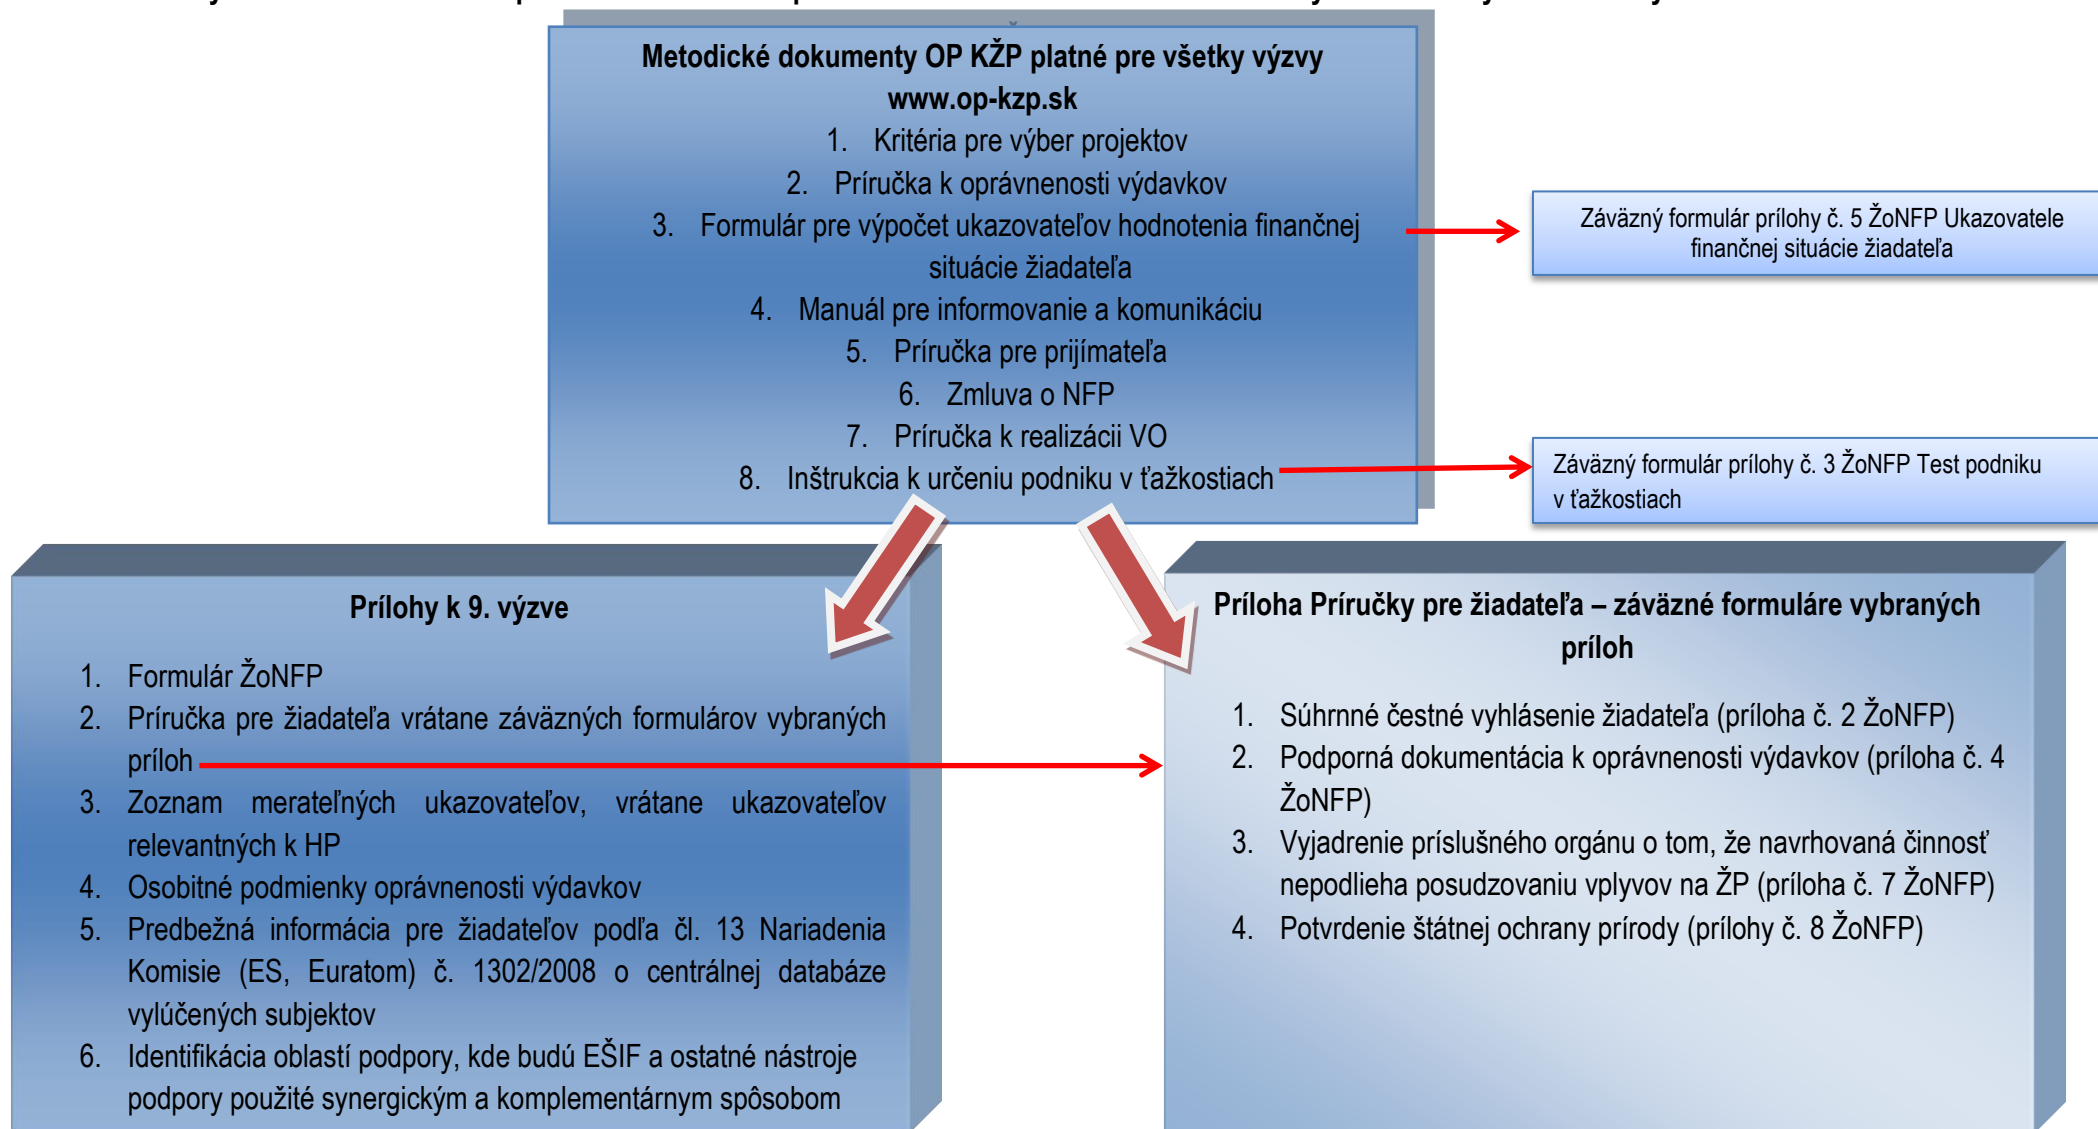 Metodické dokumenty OP KŽP platné pre všetky výzvy
www.op-kzp.sk
1. Kritéria pre výber projektov
2. Príručka k oprávnenosti výdavkov
3. Formulár pre výpočet ukazovateľov hodnotenia finančnej
situácie žiadateľa
4. Manuál pre informovanie a komunikáciu
5. Príručka pre prijímateľa
6. Zmluva o NFP
7. Príručka k realizácii VO
8. Inštrukcia k určeniu podniku v ťažkostiach
Záväzný formulár prílohy č. 5 ŽoNFP Ukazovatele
finančnej situácie žiadateľa
Záväzný formulár prílohy č. 3 ŽoNFP Test podniku
v ťažkostiach
Prílohy k 9. výzve
1. Formulár ŽoNFP
2. Príručka pre žiadateľa vrátane záväzných formulárov vybraných
príloh
3. Zoznam merateľných ukazovateľov, vrátane ukazovateľov
relevantných k HP
4. Osobitné podmienky oprávnenosti výdavkov
5. Predbežná informácia pre žiadateľov podľa čl. 13 Nariadenia
Komisie (ES, Euratom) č. 1302/2008 o centrálnej databáze
vylúčených subjektov
6. Identifikácia oblastí podpory, kde budú EŠIF a ostatné nástroje
podpory použité synergickým a komplementárnym spôsobom
Príloha Príručky pre žiadateľa – záväzné formuláre vybraných
príloh
1. Súhrnné čestné vyhlásenie žiadateľa (príloha č. 2 ŽoNFP)
2. Podporná dokumentácia k oprávnenosti výdavkov (príloha č. 4
ŽoNFP)
3. Vyjadrenie príslušného orgánu o tom, že navrhovaná činnosť
nepodlieha posudzovaniu vplyvov na ŽP (príloha č. 7 ŽoNFP)
4. Potvrdenie štátnej ochrany prírody (prílohy č. 8 ŽoNFP)